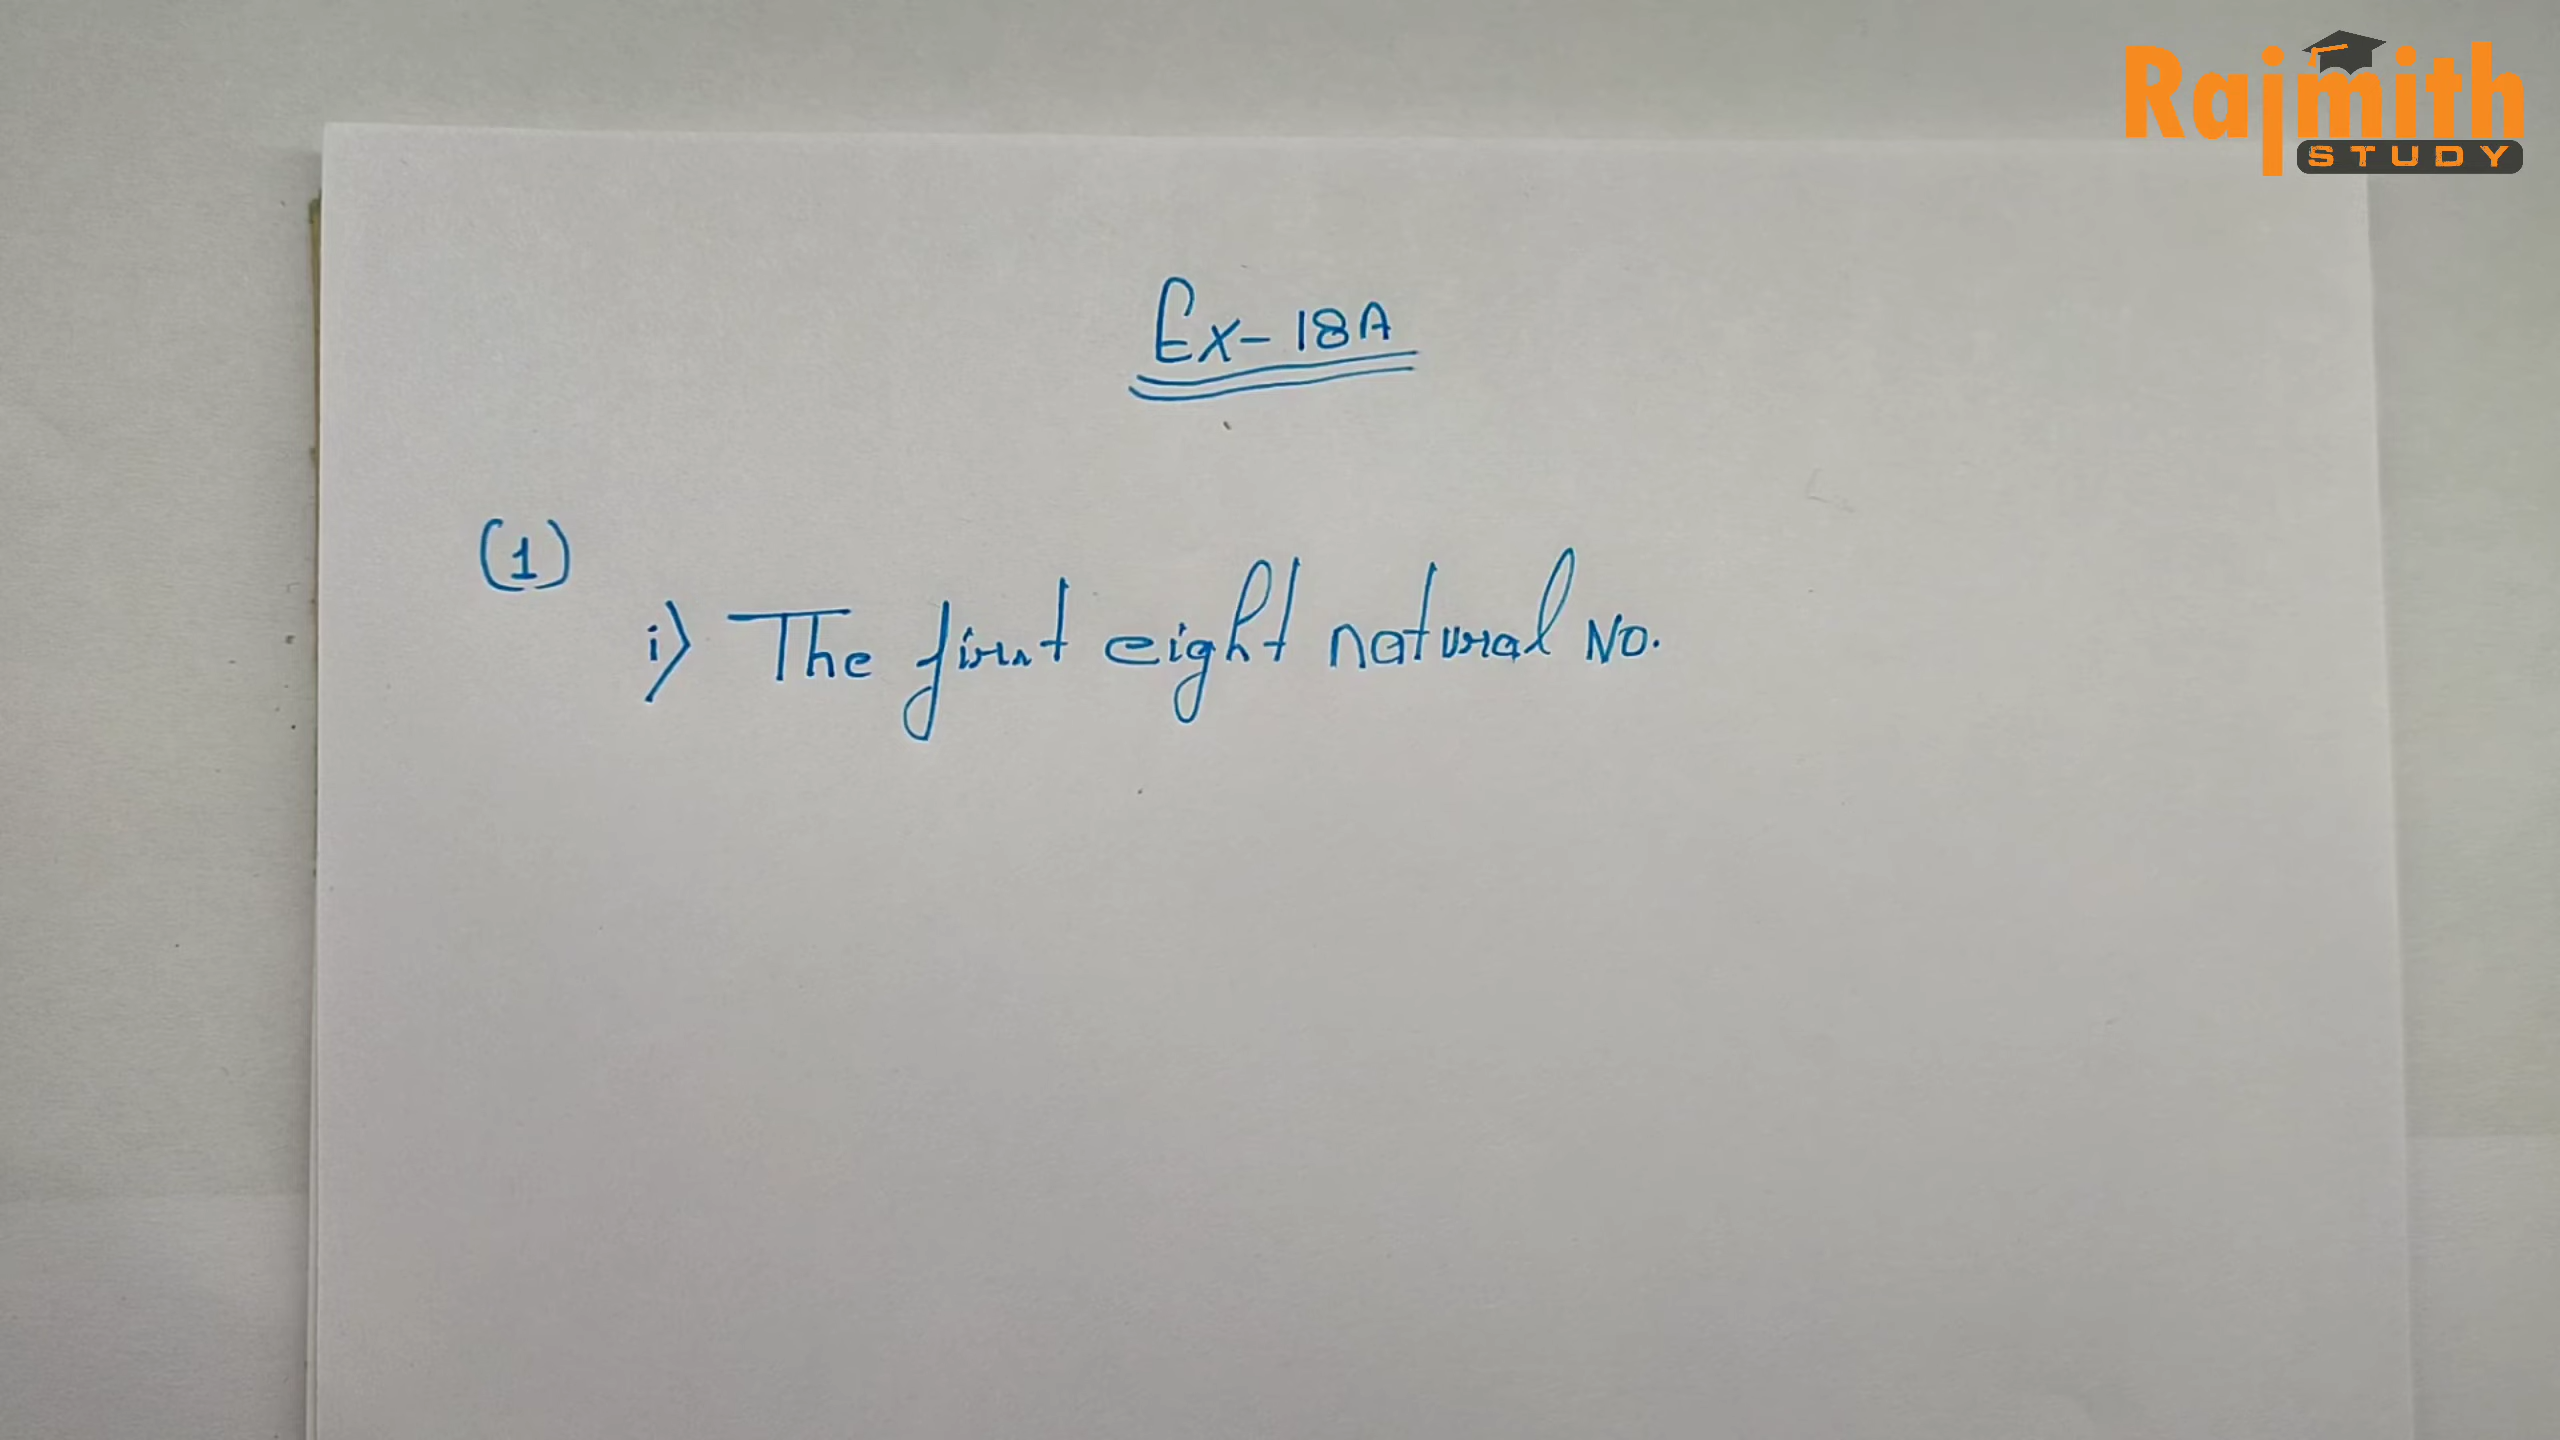 Rajmith
STUDY
Ex-18A
(1)
i) The first eight natural No.